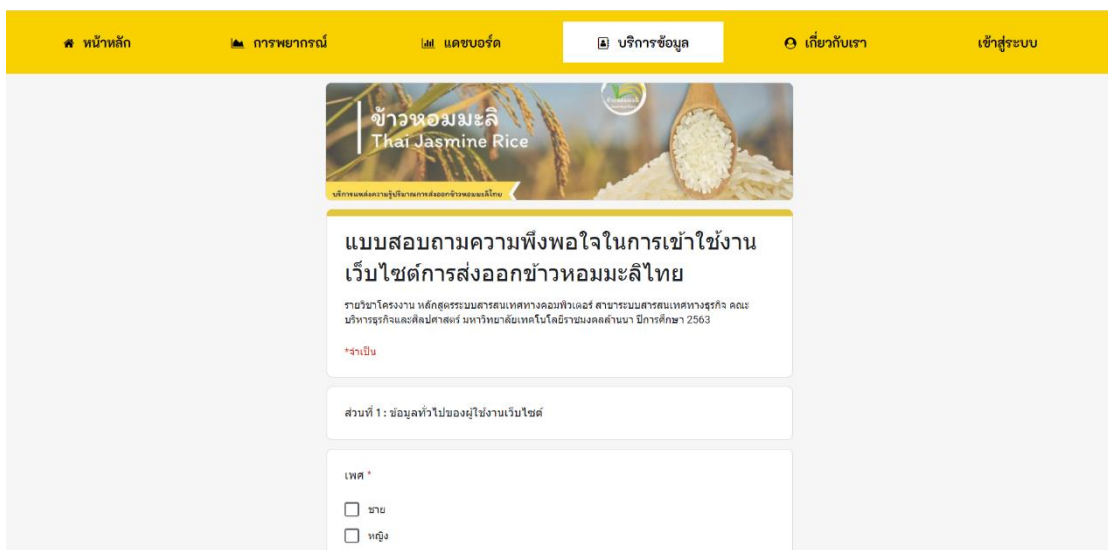 หน้าหลัก
การพยากรณ์
แดชบอร์ด
บริการข้อมูล
เกี่ยวกับเรา
เข้าสู่ระบบ
ข้าวหอมมะลิ
Thai Jasmine Rice
บริการแหล่งความรู้ปริมาณการส่งออกข้าวหอมมะลิไทย
แบบสอบถามความพึงพอใจในการเข้าใช้งาน
เว็บไซต์การส่งออกข้าวหอมมะลิไทย
รายวิชาโครงงาน หลักสูตรระบบสารสนเทศทางคอมพิวเตอร์ สาขาระบบสารสนเทศทางธุรกิจ คณะ
บริหารธุรกิจและศิลปศาสตร์ มหาวิทยาลัยเทคโนโลยีราชมงคลล้านนา ปีการศึกษา 2563
*จำเป็น
ส่วนที่ 1 : ข้อมูลทั่วไปของผู้ใช้งานเว็บไซต์
เพศ *
ชาย
หญิง